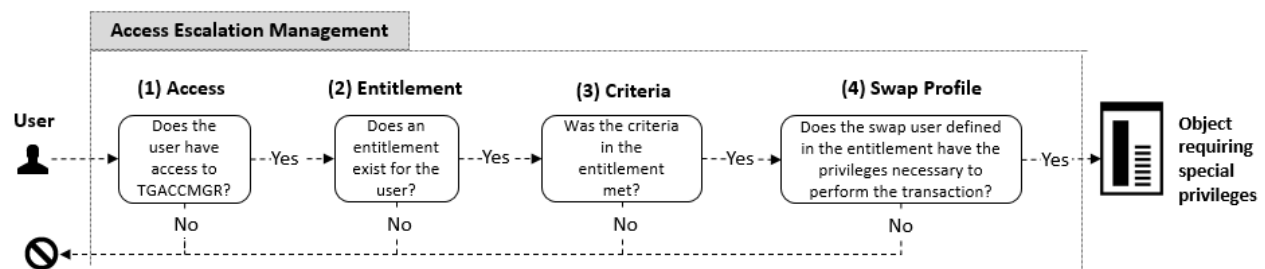 Access Escalation Management
(1) Access
(2) Entitlement
(3) Criteria
(4) Swap Profile
User
Does the
user have
access to
TGACCMGR?
Yes
Does an
entitlement
exist for the
user?
Yes
Was the criteria
in the
entitlement
met?
Yes
Does the swap user defined
in the entitlement have the
privileges necessary to
perform the transaction?
Yes
Object
requiring
special
privileges
No
No
No
No